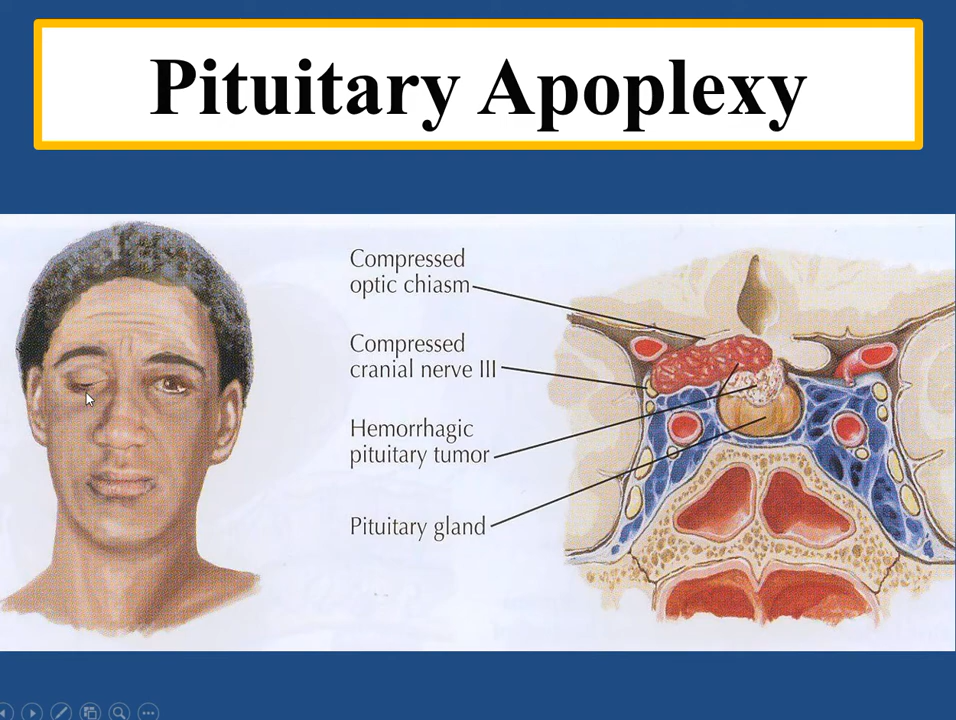 Pituitary Apoplexy
Compressed
optic chiasm
Compressed
cranial nerve III
Hemorrhagic
pituitary tumor
Pituitary gland